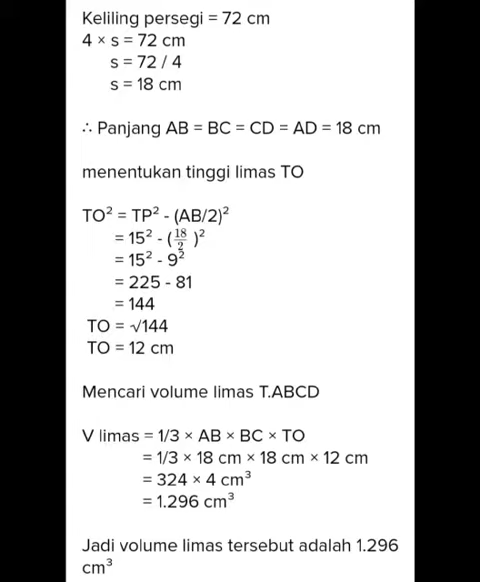 Keliling persegi = 72 cm
4 × s = 72 cm
s = 72 / 4
s = 18 cm
∴ Panjang AB = BC = CD = AD = 18 cm
menentukan tinggi limas TO
TO² = TP² - (AB/2)²
= 15² - (18/2)²
= 15² - 9²
= 225 - 81
= 144
TO = √144
TO = 12 cm
Mencari volume limas T.ABCD
V limas = 1/3 × AB × BC × TO
= 1/3 × 18 cm × 18 cm × 12 cm
= 324 × 4 cm³
= 1.296 cm³
Jadi volume limas tersebut adalah 1.296
cm³